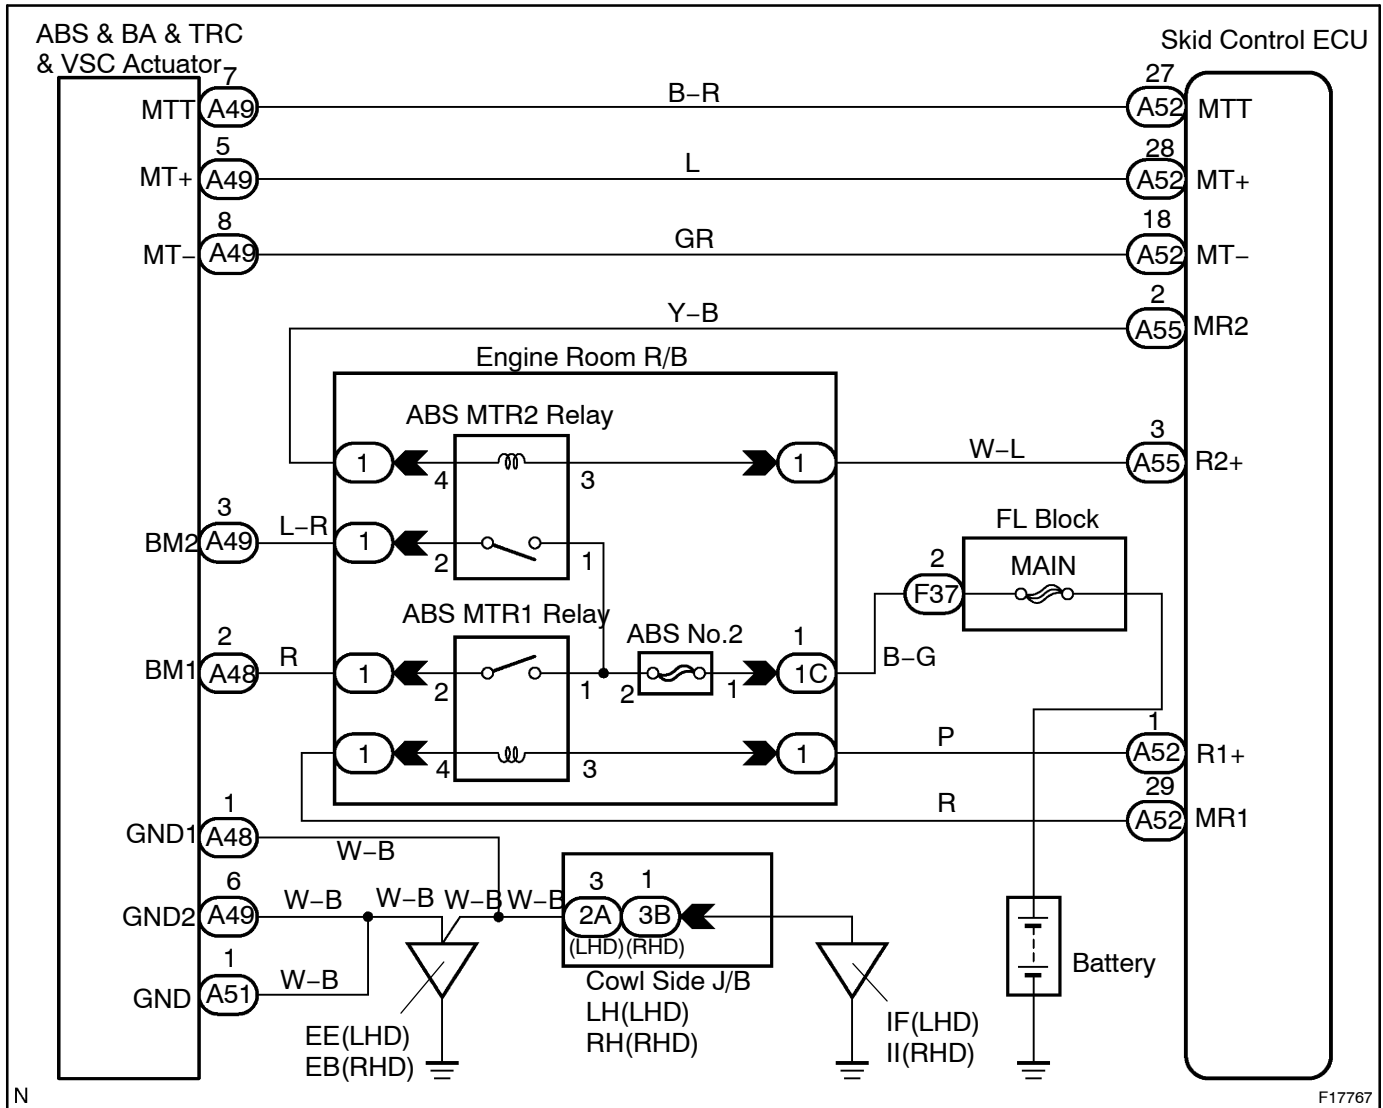 ABS & BA & TRC
& VSC Actuator
Skid Control ECU
7
27
MTT
A49
B−R
A52
MTT
5
28
MT+
A49
L
A52
MT+
8
18
MT−
A49
GR
A52
MT−
2
Y−B
A55
MR2
Engine Room R/B
ABS MTR2 Relay
3
1
4
3
1
W−L
A55
R2+
3
BM2
A49
L−R
1
2
1
FL Block
MAIN
2
F37
ABS MTR1 Relay
ABS No.2
2
1
BM1
A48
R
1
2
1
2
1
1C
B−G
1
1
4
3
1
P
A52
R1+
29
R
A52
MR1
1
GND1
A48
W−B
6
GND2
A49
W−B
W−B
W−B
W−B
3
1
2A
3B
(LHD)
(RHD)
1
GND
A51
W−B
Cowl Side J/B
LH(LHD)
RH(RHD)
EE(LHD)
EB(RHD)
IF(LHD)
II(RHD)
Battery
N
F17767